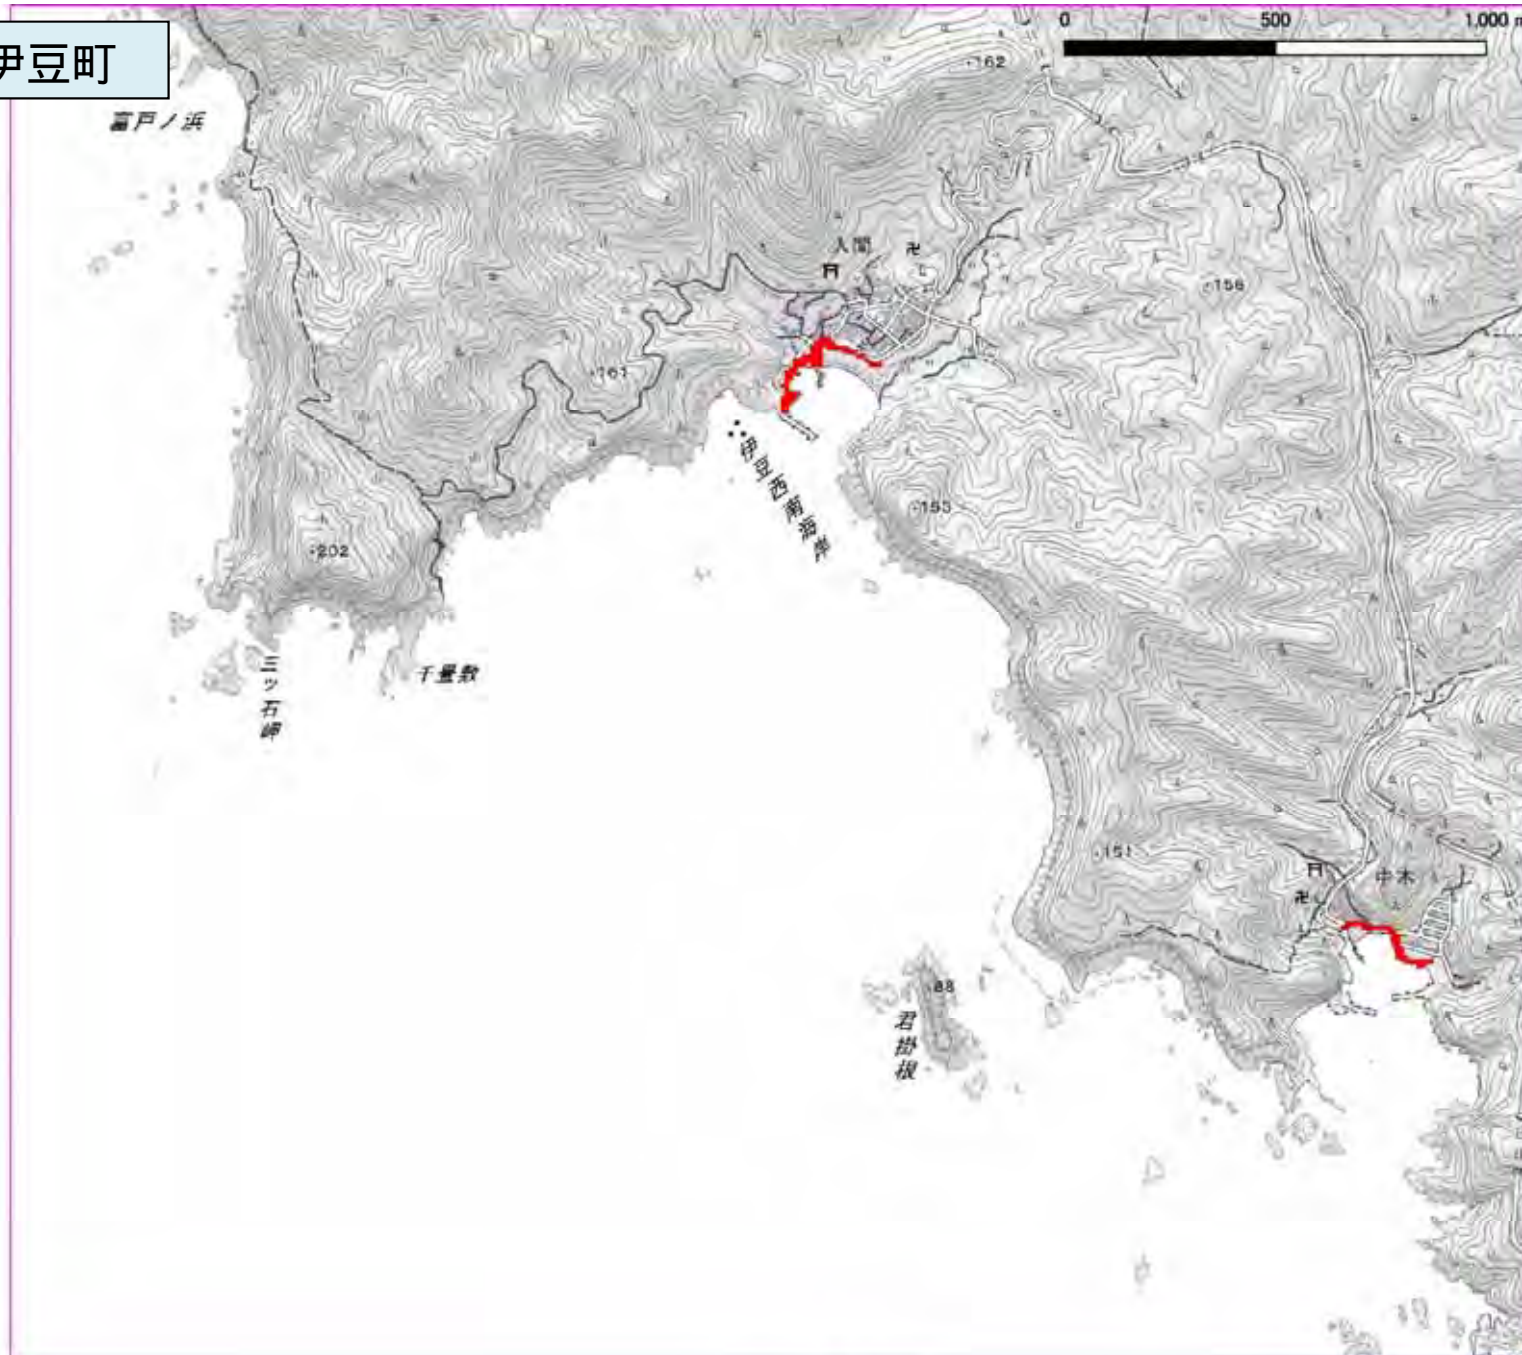 伊豆町
0 500 1,000 m
富戸ノ浜
162
入間
156
161
伊豆西南海岸
153
202
三ッ石岬
千畳敷
151
中木
88
君掛根